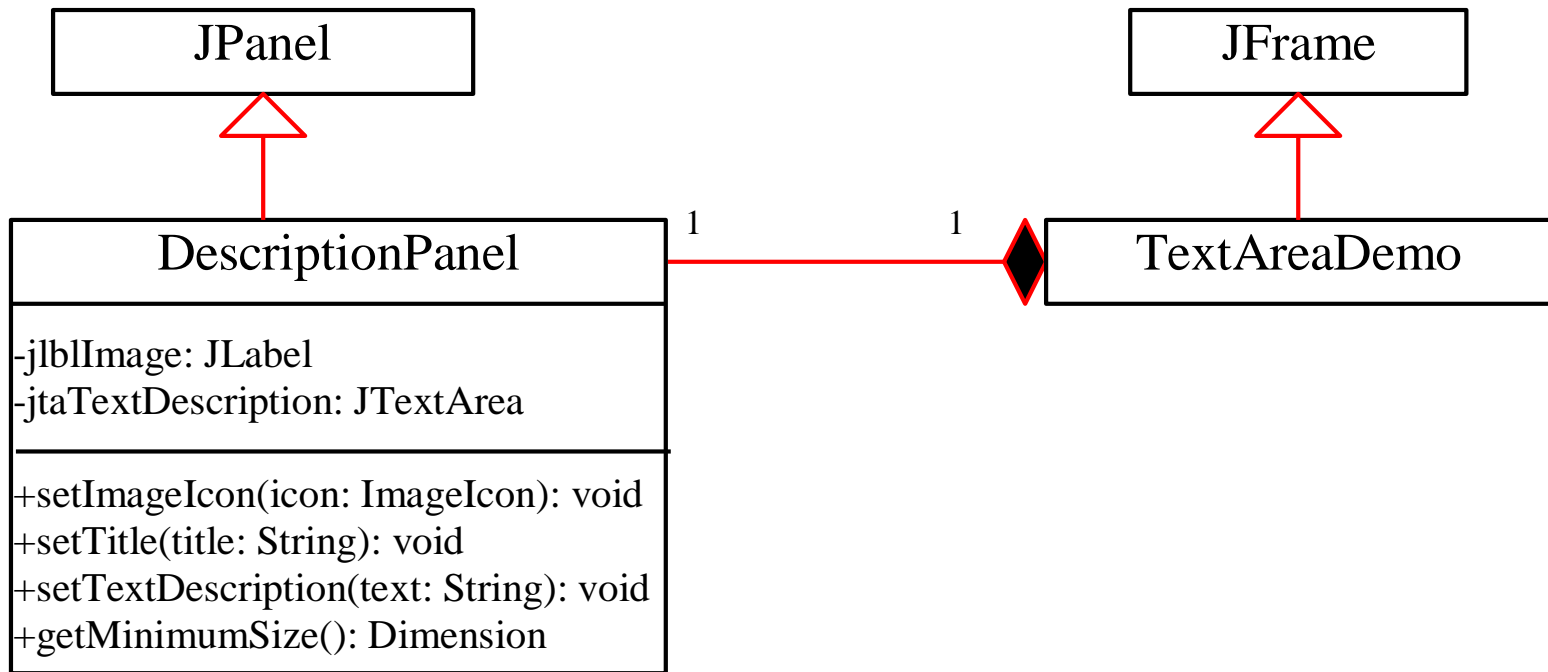 JPanel
JFrame
DescriptionPanel
1
1
TextAreaDemo
-jlblImage: JLabel
-jtaTextDescription: JTextArea
+setImageIcon(icon: ImageIcon): void
+setTitle(title: String): void
+setTextDescription(text: String): void
+getMinimumSize(): Dimension